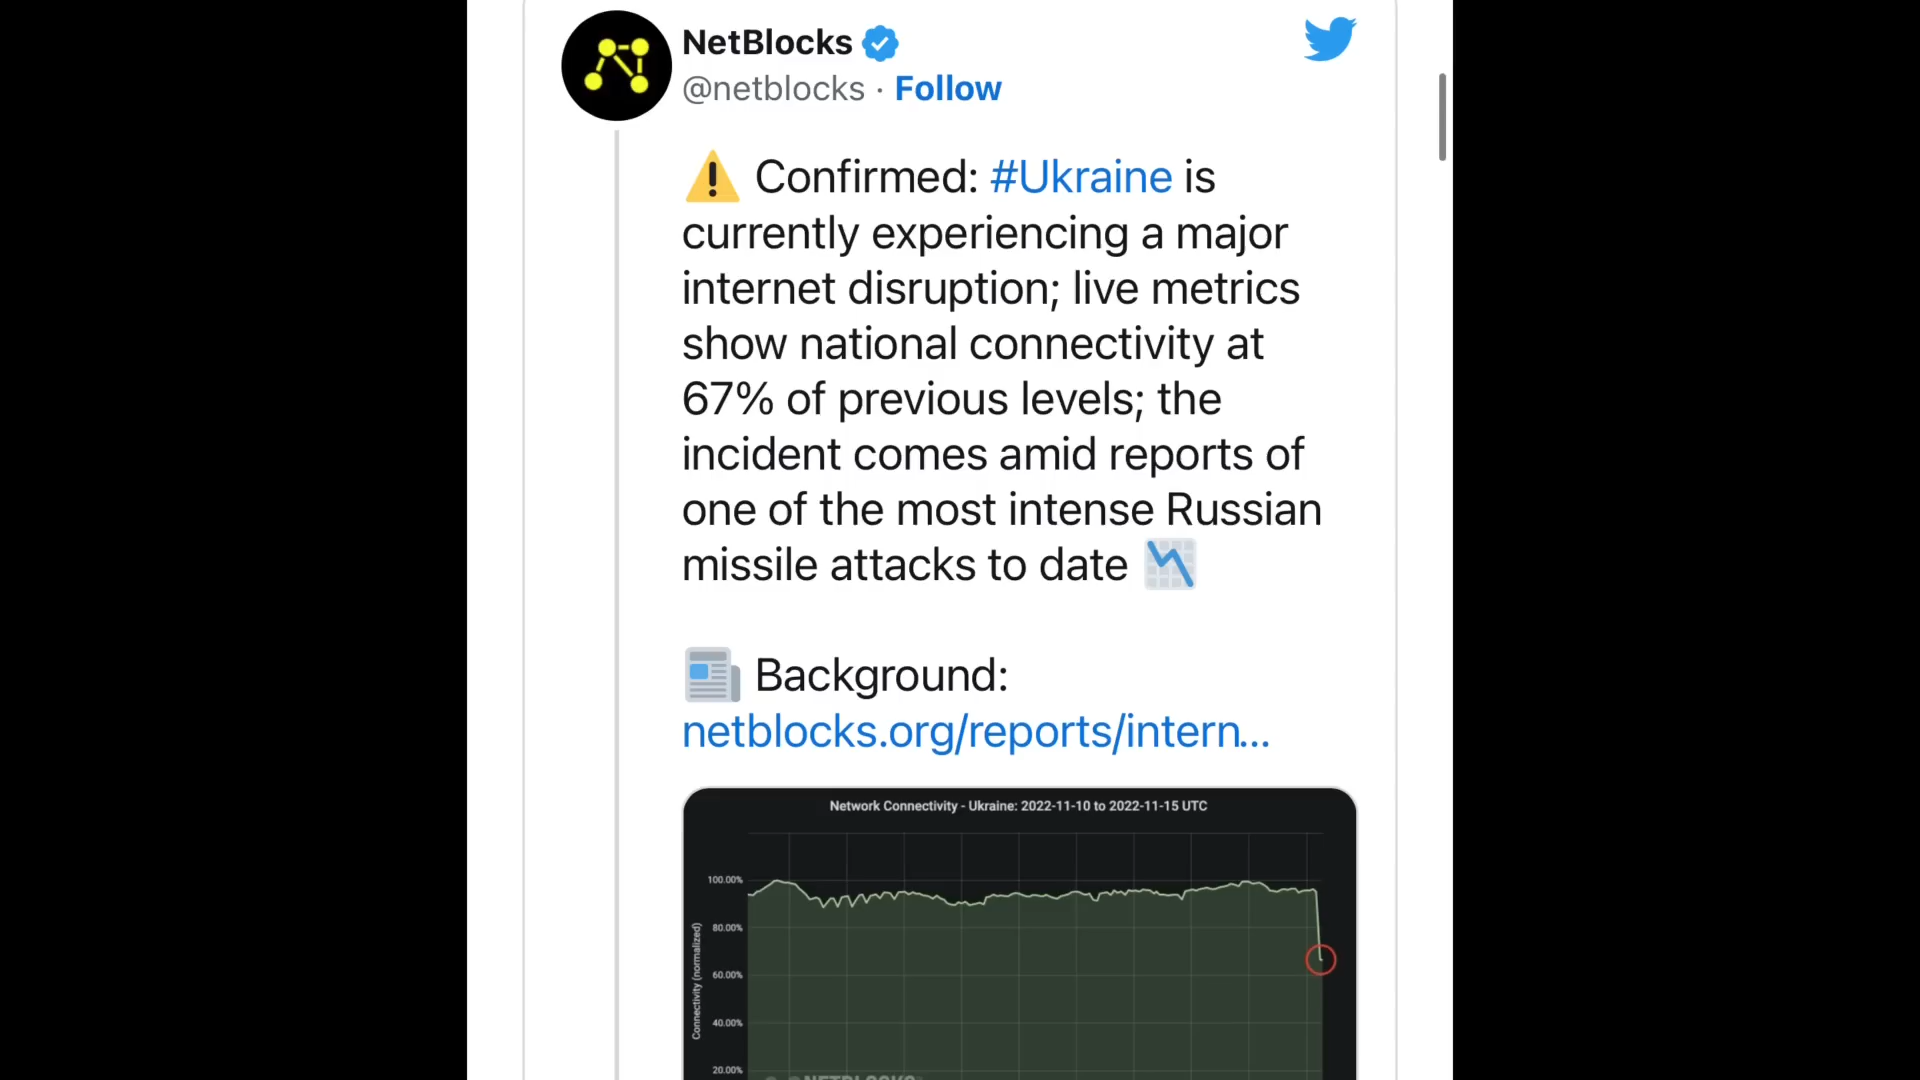 NetBlocks
@netblocks · Follow
⚠️ Confirmed: #Ukraine is
currently experiencing a major
internet disruption; live metrics
show national connectivity at
67% of previous levels; the
incident comes amid reports of
one of the most intense Russian
missile attacks to date 📉
📰 Background:
netblocks.org/reports/intern...
Network Connectivity - Ukraine: 2022-11-10 to 2022-11-15 UTC
100.00%
80.00%
60.00%
40.00%
20.00%
Connectivity (normalized)
NETBLOCKS